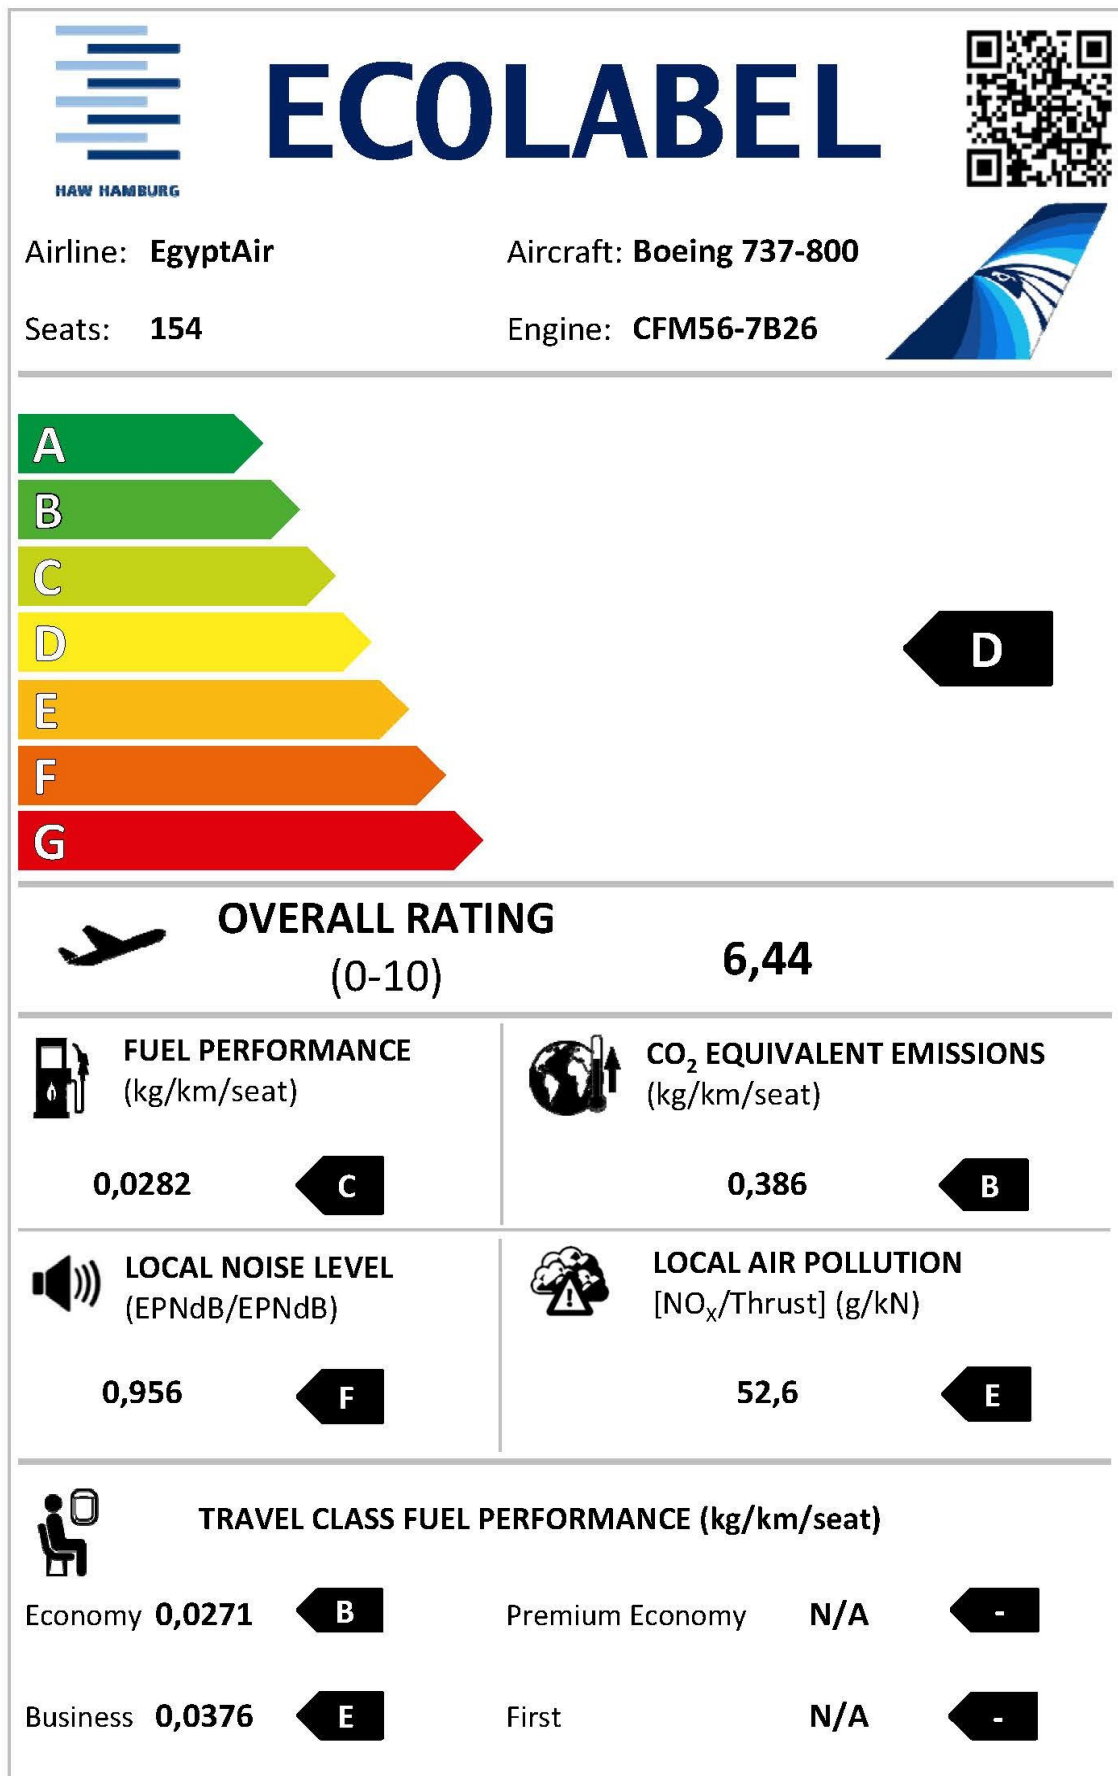 HAW HAMBURG
ECOLABEL
Airline: EgyptAir
Aircraft: Boeing 737-800
Seats: 154
Engine: CFM56-7B26
A
B
C
D
D
E
F
G
OVERALL RATING
(0-10)
6,44
FUEL PERFORMANCE
(kg/km/seat)
0,0282 C
CO₂ EQUIVALENT EMISSIONS
(kg/km/seat)
0,386 B
LOCAL NOISE LEVEL
(EPNdB/EPNdB)
0,956 F
LOCAL AIR POLLUTION
[NOₓ/Thrust] (g/kN)
52,6 E
TRAVEL CLASS FUEL PERFORMANCE (kg/km/seat)
Economy 0,0271 B
Premium Economy N/A -
Business 0,0376 E
First N/A -